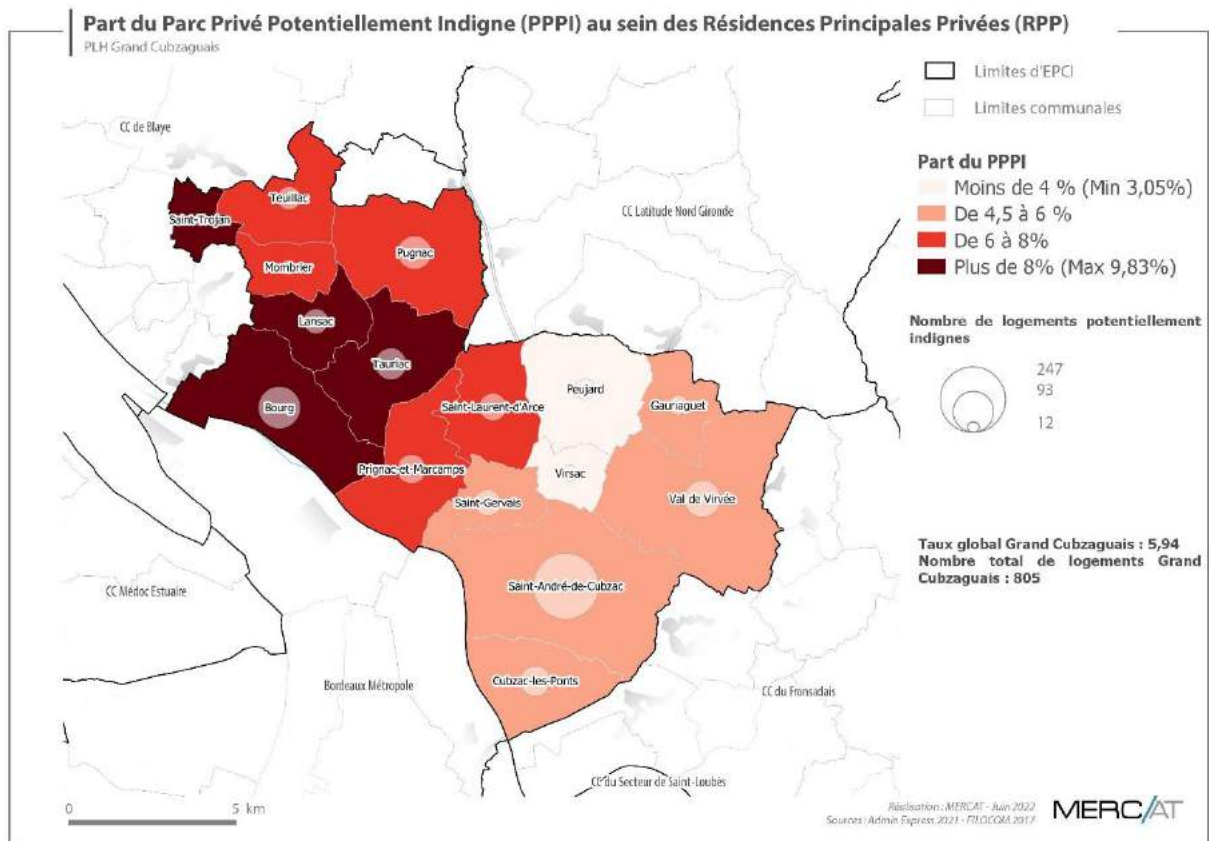 Part du Parc Privé Potentiellement Indigne (PPPI) au sein des Résidences Principales Privées (RPP)
PLH Grand Cubzaguais
Limites d'EPCI
Limites communales
Part du PPPI
Moins de 4 % (Min 3,05%)
De 4,5 à 6 %
De 6 à 8%
Plus de 8% (Max 9,83%)
Nombre de logements potentiellement
indignes
247
93
12
Taux global Grand Cubzaguais : 5,94
Nombre total de logements Grand
Cubzaguais : 805
CC de Blaye
Teuillac
Saint-Trojan
CC Latitude Nord Gironde
Pugnac
Mombrier
Lansac
Tauriac
Peujard
Bourg
Saint-Laurent-d'Arce
Gauriaguet
Prignac-et-Marcamps
Virsac
Saint-Gervais
Val de Virvée
Saint-André-de-Cubzac
CC Médoc Estuaire
Cubzac-les-Ponts
Bordeaux Métropole
CC du Fronsadais
CC du Secteur de Saint-Loubès
0 5 km
Réalisation : MERCAT - Juin 2022
Sources : Admin Express 2021 - FILOCOM 2017
MERC/AT